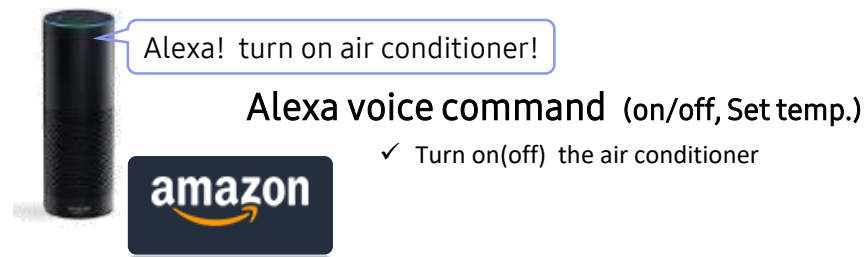 Alexa! turn on air conditioner!
Alexa voice command (on/off, Set temp.)
✓ Turn on(off) the air conditioner
amazon